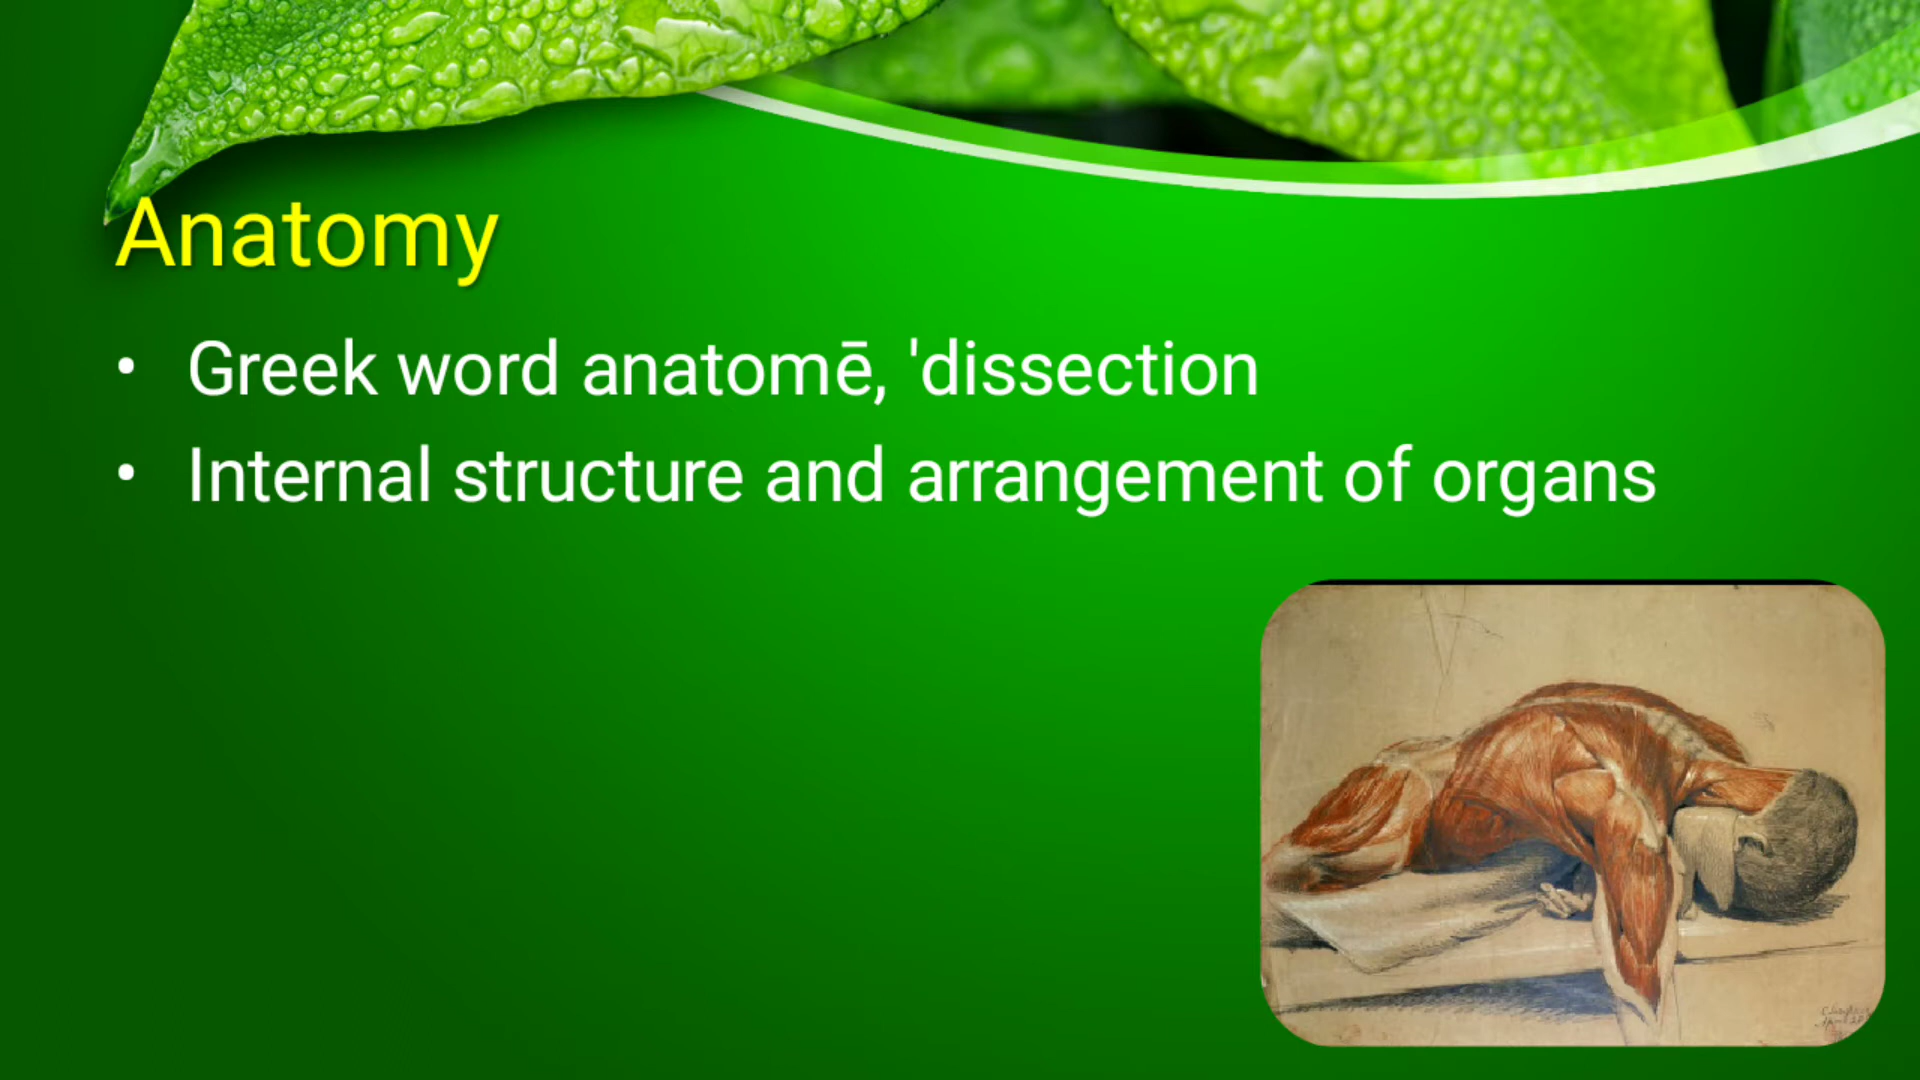 Anatomy
• Greek word anatomē, 'dissection
• Internal structure and arrangement of organs